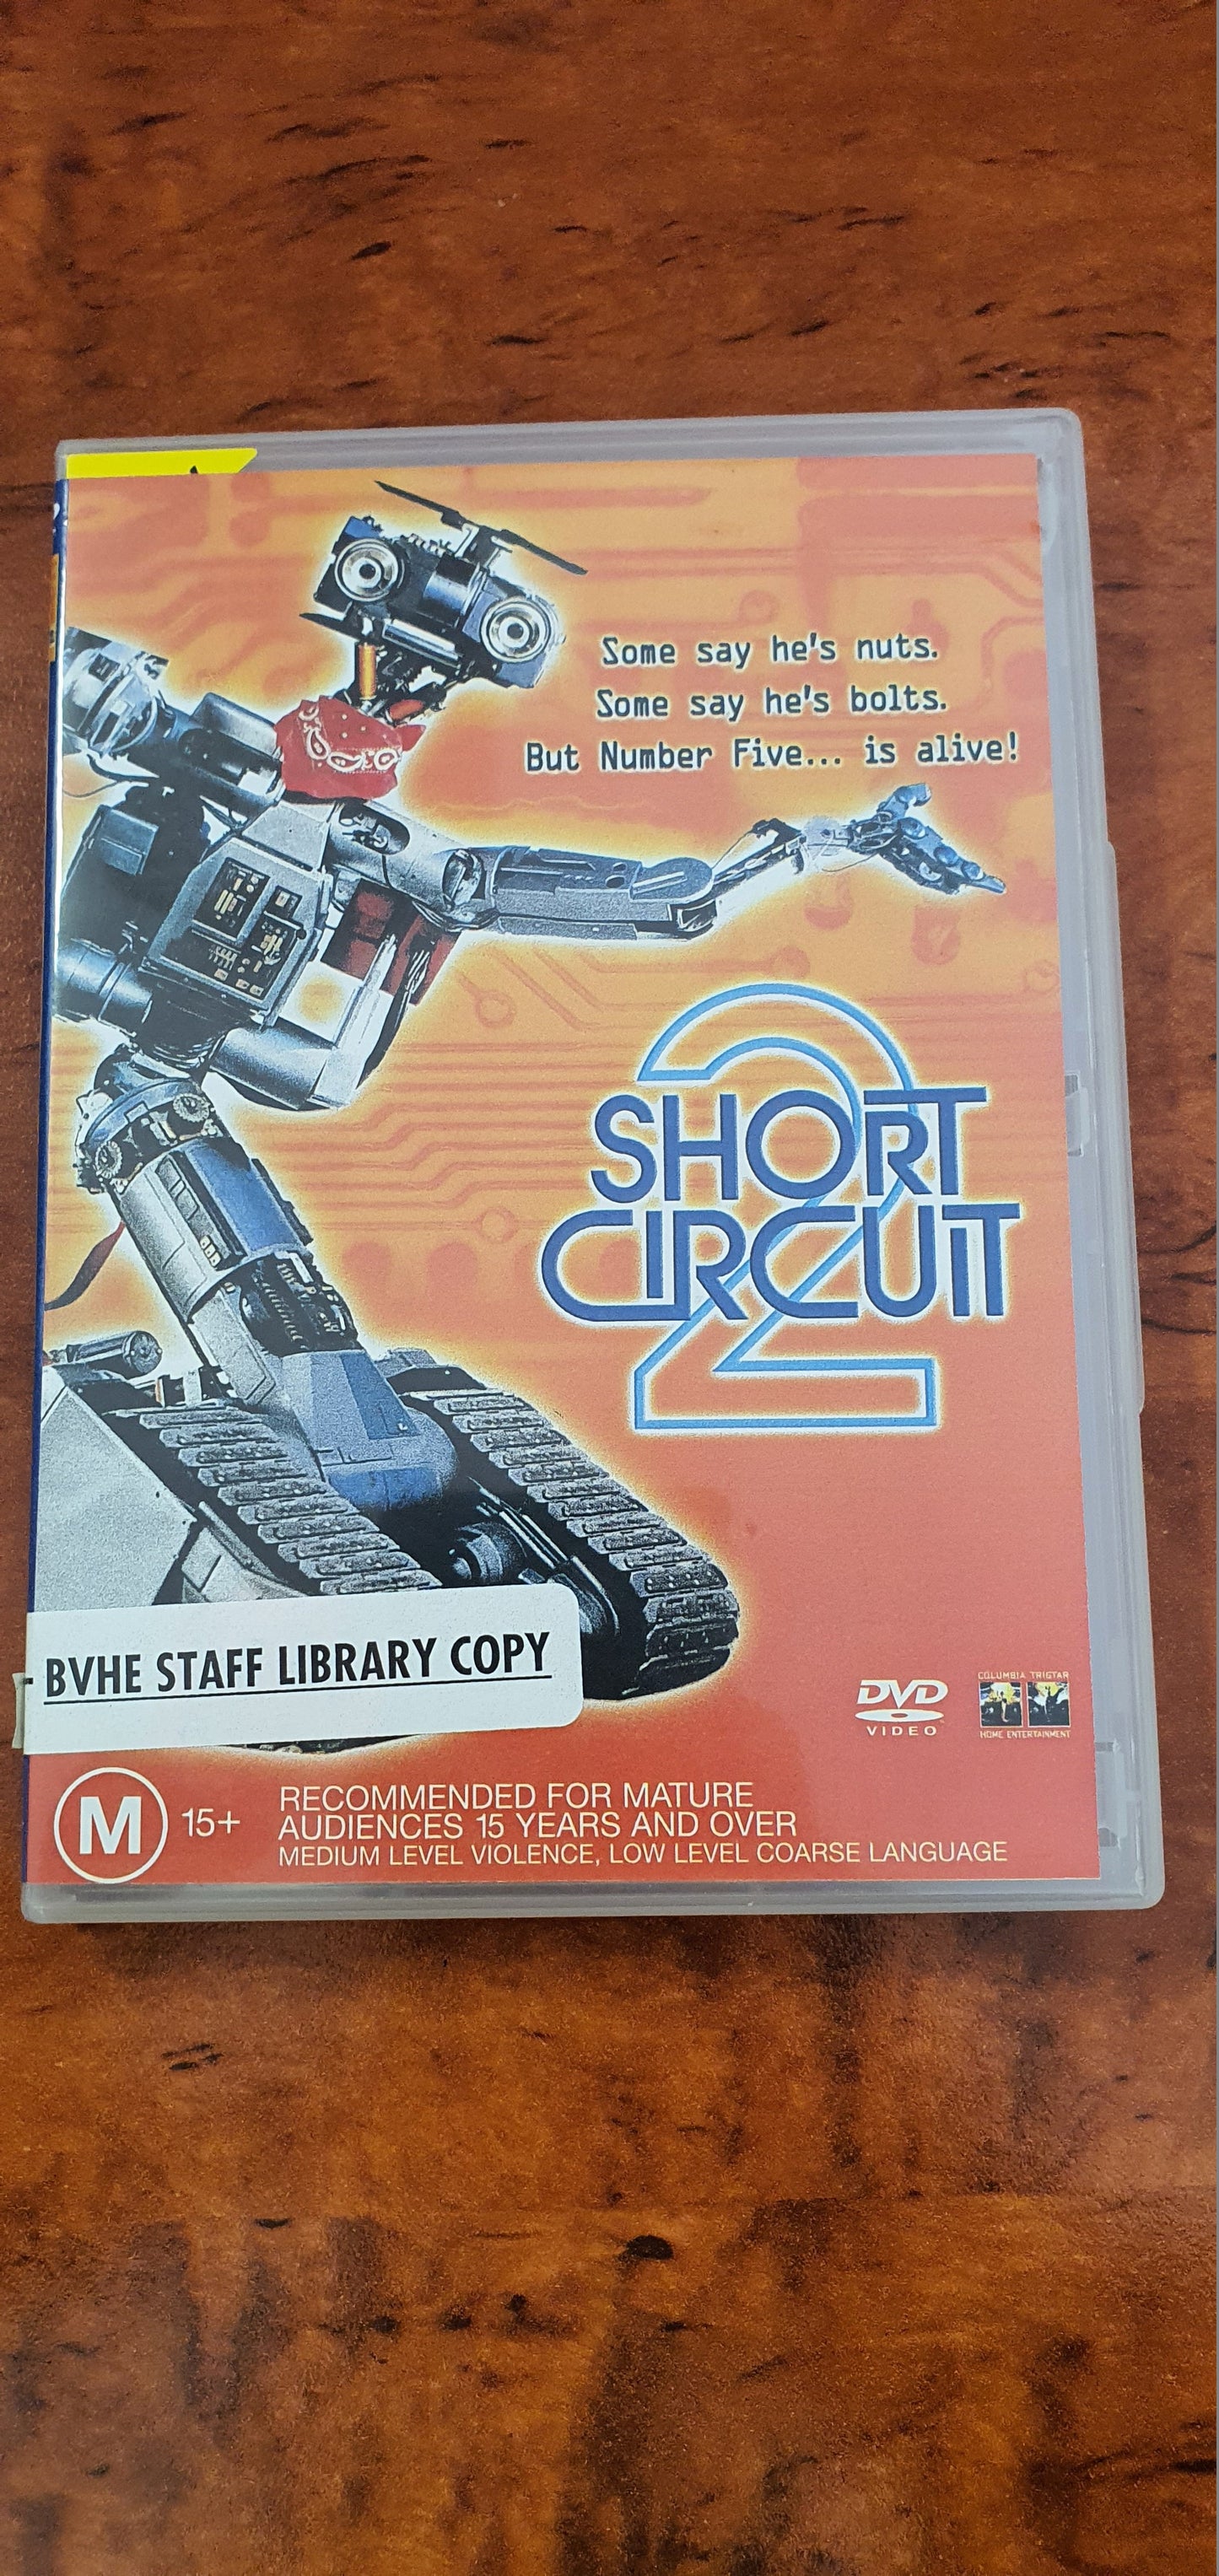 Some say he's nuts.
Some say he's bolts.
But Number Five... is alive!
2
SHORT
CIRCUIT
BVHE STAFF LIBRARY COPY
DVD
VIDEO
COLUMBIA TRISTAR
HOME ENTERTAINMENT
M 15+
RECOMMENDED FOR MATURE
AUDIENCES 15 YEARS AND OVER
MEDIUM LEVEL VIOLENCE, LOW LEVEL COARSE LANGUAGE